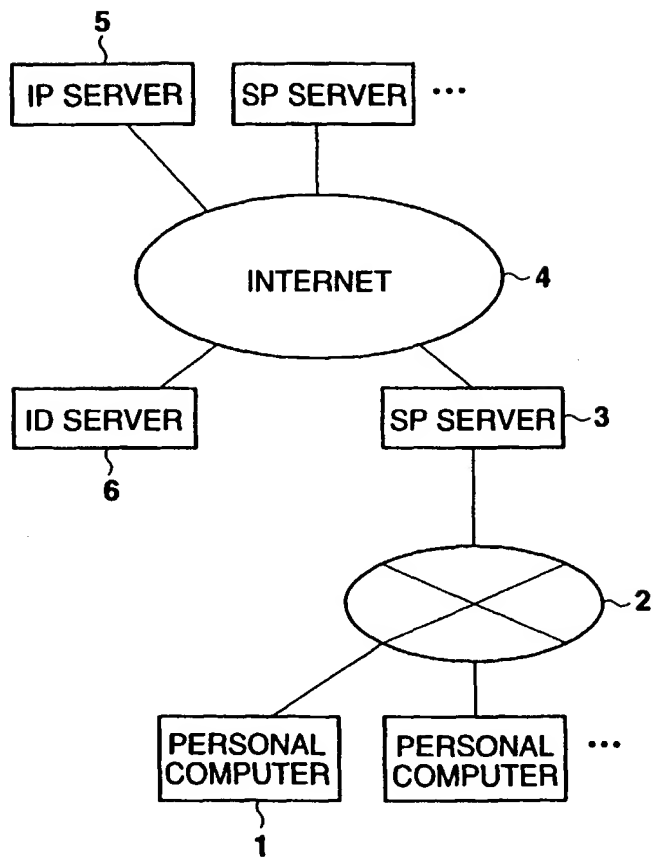 5
IP SERVER
SP SERVER
...
INTERNET
4
ID SERVER
SP SERVER
3
6
2
PERSONAL
COMPUTER
PERSONAL
COMPUTER
...
1